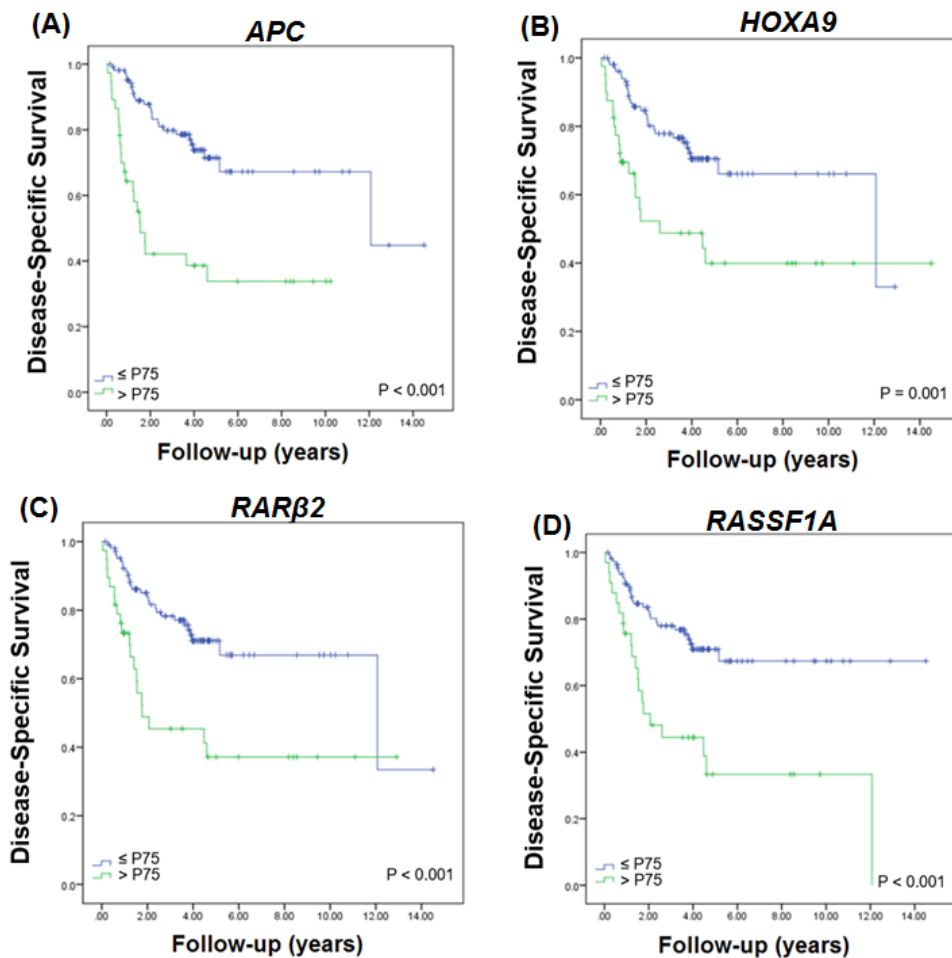 (A)
APC
Disease-Specific Survival
1.0
0.8
0.6
0.4
0.2
0.0
≤ P75
> P75
P < 0.001
.00 2.00 4.00 6.00 8.00 10.00 12.00 14.00
Follow-up (years)
(B)
HOXA9
Disease-Specific Survival
1.0
0.8
0.6
0.4
0.2
0.0
≤ P75
> P75
P = 0.001
.00 2.00 4.00 6.00 8.00 10.00 12.00 14.00
Follow-up (years)
(C)
RARβ2
Disease-Specific Survival
1.0
0.8
0.6
0.4
0.2
0.0
≤ P75
> P75
P < 0.001
.00 2.00 4.00 6.00 8.00 10.00 12.00 14.00
Follow-up (years)
(D)
RASSF1A
Disease-Specific Survival
1.0
0.8
0.6
0.4
0.2
0.0
≤ P75
> P75
P < 0.001
.00 2.00 4.00 6.00 8.00 10.00 12.00 14.00
Follow-up (years)